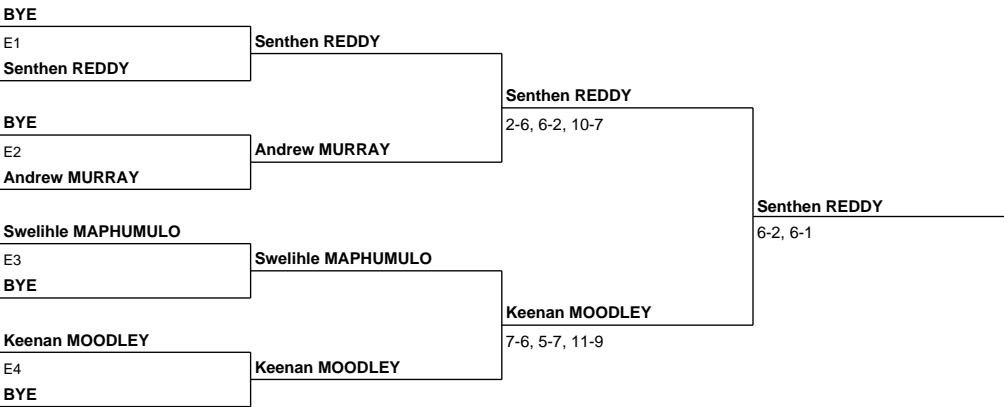 BYE
E1
Senthen REDDY
Senthen REDDY
BYE
E2
Andrew MURRAY
Andrew MURRAY
Senthen REDDY
2-6, 6-2, 10-7
Swelihle MAPHUMULO
E3
BYE
Swelihle MAPHUMULO
Keenan MOODLEY
E4
BYE
Keenan MOODLEY
Keenan MOODLEY
7-6, 5-7, 11-9
Senthen REDDY
6-2, 6-1